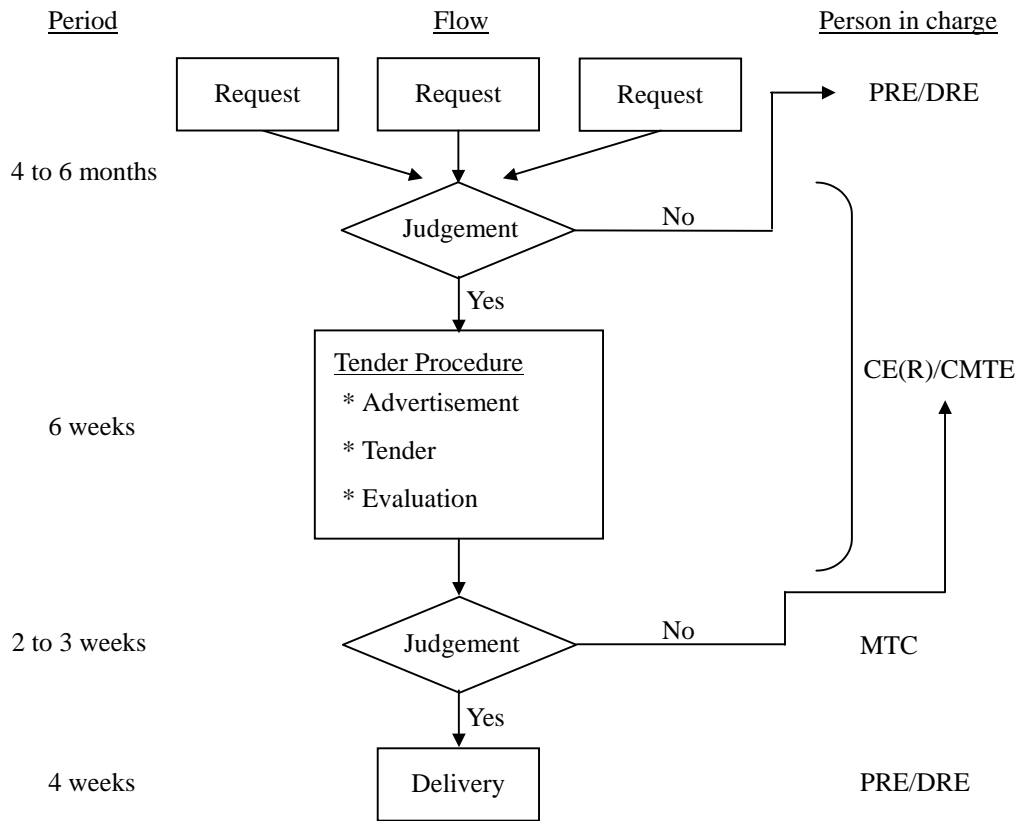 Period Flow Person in charge
Request Request Request PRE/DRE
4 to 6 months
Judgement No
Yes
Tender Procedure
* Advertisement
CE(R)/CMTE
6 weeks
* Tender
* Evaluation
2 to 3 weeks Judgement No MTC
Yes
4 weeks Delivery PRE/DRE